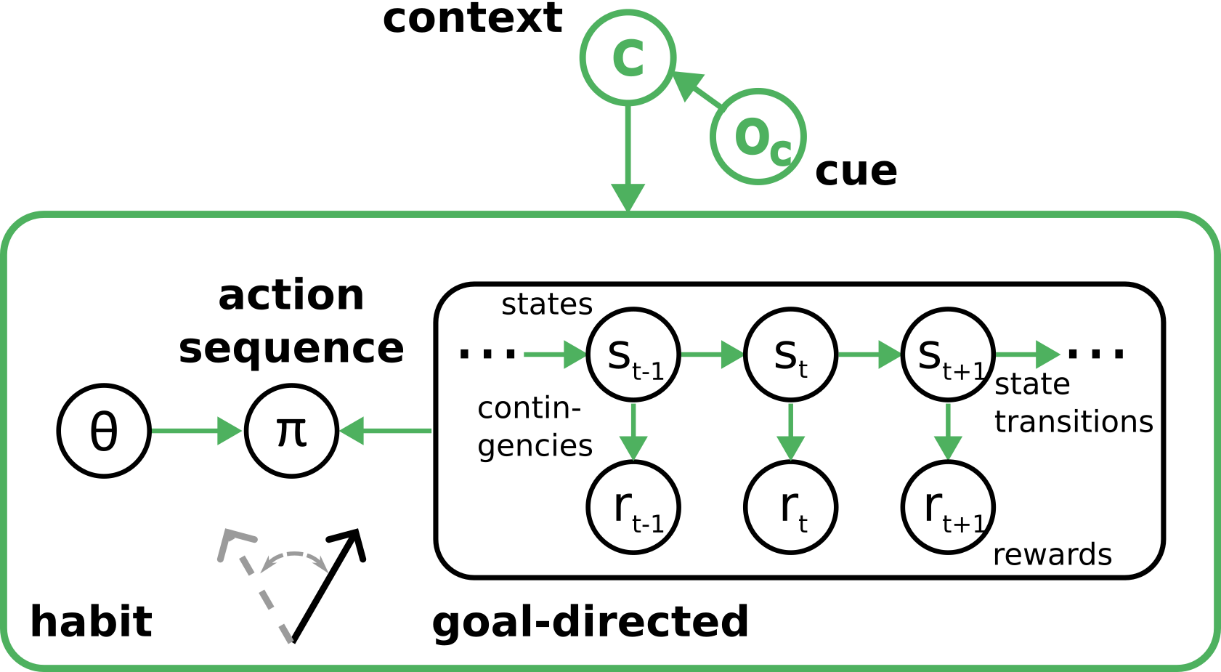 context
c
o_c
cue
action
sequence
states
...
s_t-1
s_t
s_t+1
...
state
transitions
contin-
gencies
θ
π
r_t-1
r_t
r_t+1
rewards
habit
goal-directed